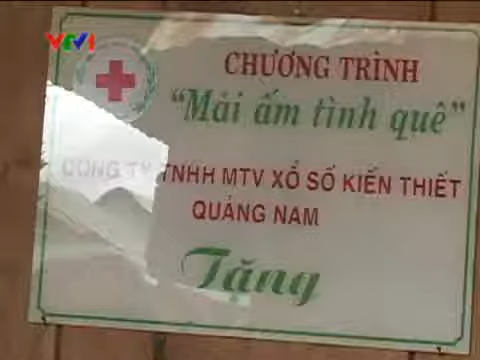 VTV1
CHƯƠNG TRÌNH
"Mái ấm tình quê"
CÔNG TY TNHH MTV XỔ SỐ KIẾN THIẾT
QUẢNG NAM
Tặng